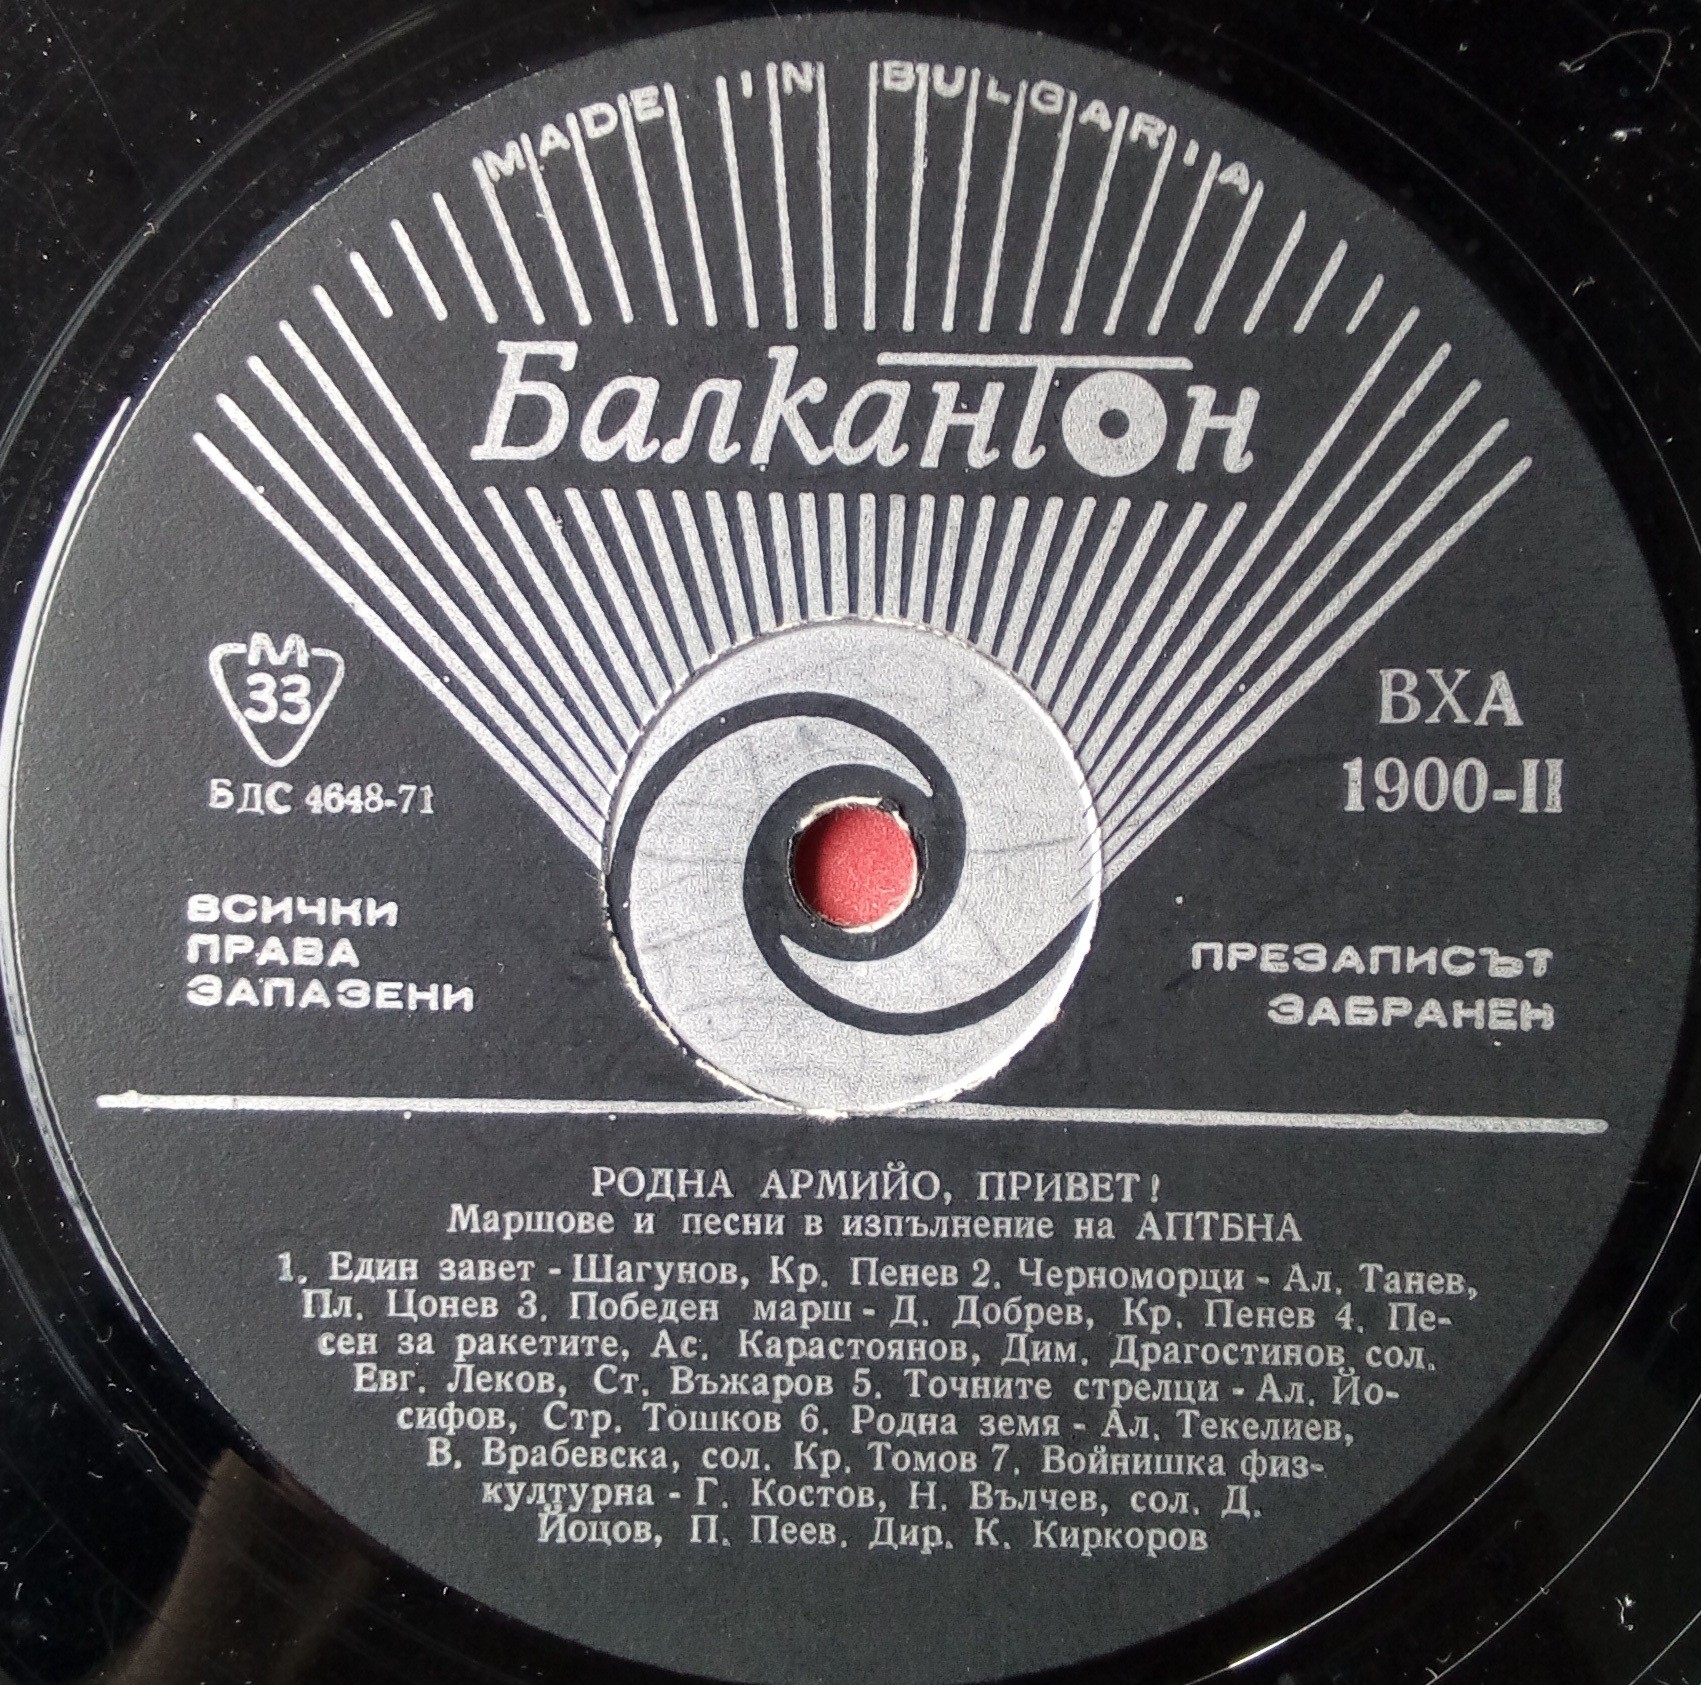 MADE IN BULGARIA
Балкантон
М
33
БДС 4648-71
ВХА
1900-II
ВСИЧКИ
ПРАВА
ЗАПАЗЕНИ
ПРЕЗАПИСЪТ
ЗАБРАНЕН
РОДНА АРМИЙО, ПРИВЕТ!
Маршове и песни в изпълнение на АПТБНА
1. Един завет - Шагунов, Кр. Пенев 2. Черноморци - Ал. Танев,
Пл. Цонев 3. Победен марш - Д. Добрев, Кр. Пенев 4. Пе-
сен за ракетите, Ас. Карастоянов, Дим. Драгостинов, сол.
Евг. Леков, Ст. Въжаров 5. Точните стрелци - Ал. Йо-
сифов, Стр. Тошков 6. Родна земя - Ал. Текелиев,
В. Врабевска, сол. Кр. Томов 7. Войнишка физ-
културна - Г. Костов, Н. Вълчев, сол. Д.
Йоцов, П. Пеев. Дир. К. Киркоров